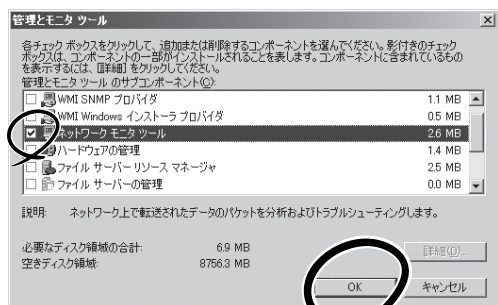 管理とモニタ ツール
各チェック ボックスをクリックして、追加または削除するコンポーネントを選んでください。影付きのチェック
ボックスは、コンポーネントの一部がインストールされることを表します。コンポーネントに含まれているもの
を表示するには、[詳細] をクリックしてください。
管理とモニタ ツール のサブコンポーネント(C):
WMI SNMP プロバイダ 1.1 MB
WMI Windows インストーラ プロバイダ 0.5 MB
ネットワーク モニタ ツール 2.6 MB
ハードウェアの管理 1.4 MB
ファイル サーバー リソース マネージャ 2.5 MB
ファイル サーバーの管理 0.0 MB
説明: ネットワーク上で転送されたデータのパケットを分析およびトラブルシューティングします。
必要なディスク領域の合計: 6.9 MB
空きディスク領域: 8756.3 MB
詳細(D)...
OK キャンセル